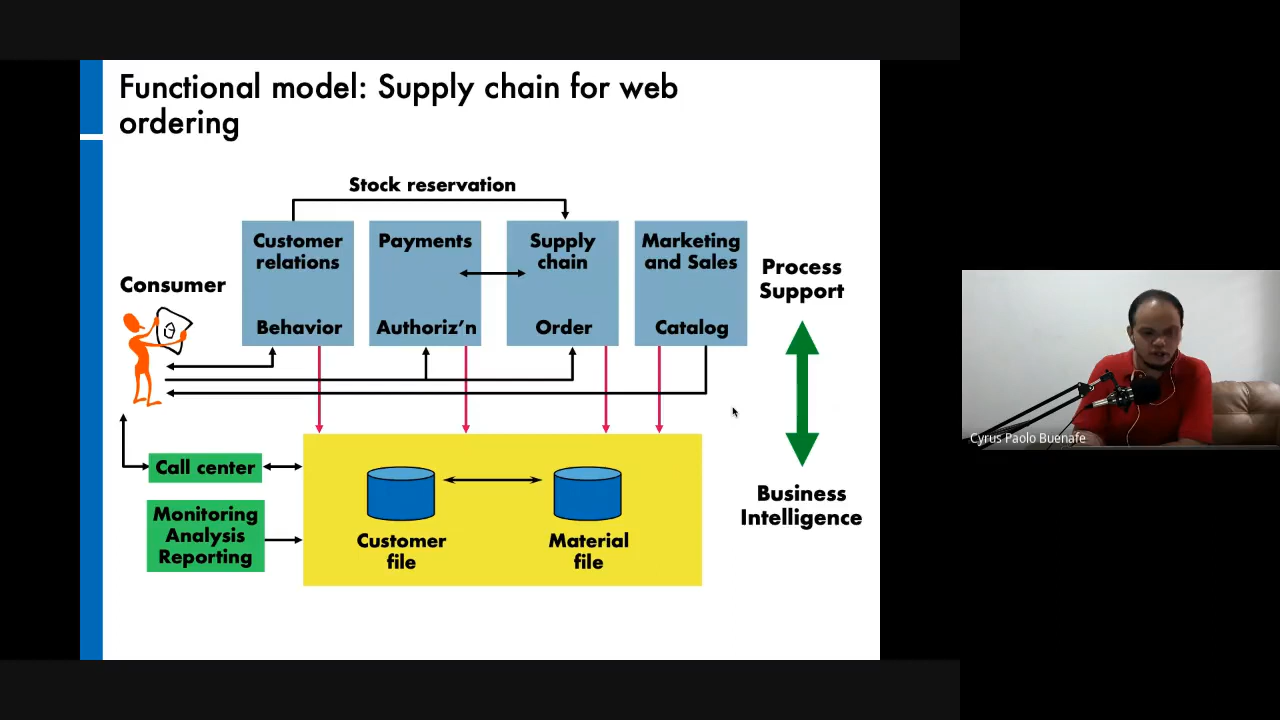 Functional model: Supply chain for web
ordering
Stock reservation
Customer
relations
Behavior
Payments
Authoriz'n
Supply
chain
Order
Marketing
and Sales
Catalog
Consumer
Process
Support
Business
Intelligence
Call center
Monitoring
Analysis
Reporting
Customer
file
Material
file
Cyrus Paolo Buenafe